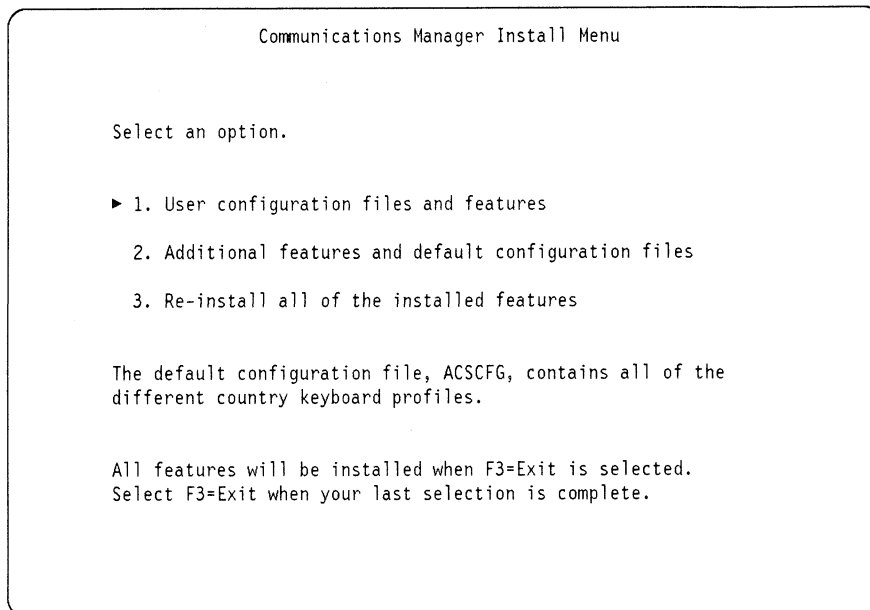 Communications Manager Install Menu
Select an option.
► 1. User configuration files and features
2. Additional features and default configuration files
3. Re-install all of the installed features
The default configuration file, ACSCFG, contains all of the
different country keyboard profiles.
All features will be installed when F3=Exit is selected.
Select F3=Exit when your last selection is complete.